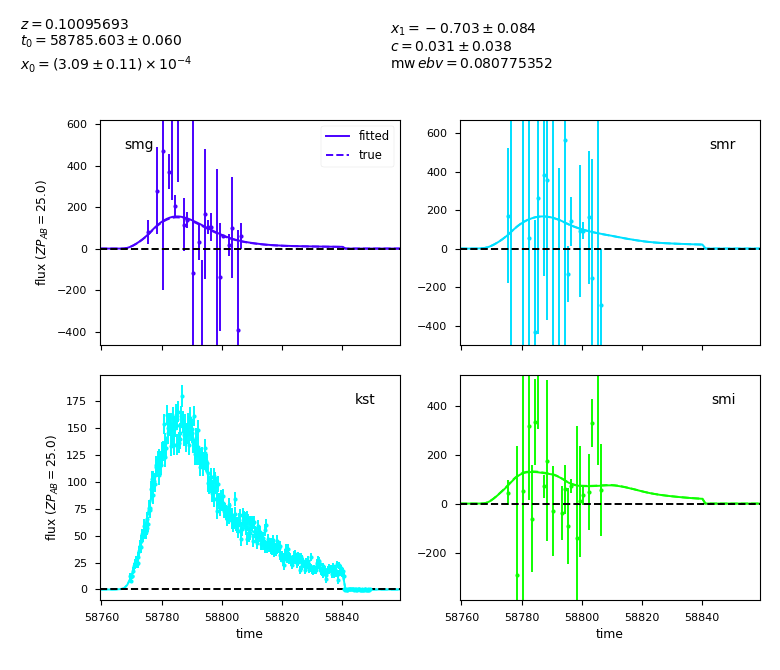 z = 0.10095693
t₀ = 58785.603 ± 0.060
x₀ = (3.09 ± 0.11) × 10⁻⁴
x₁ = −0.703 ± 0.084
c = 0.031 ± 0.038
mw ebv = 0.080775352
smg
fitted
true
600
400
200
0
−200
−400
flux (ZP_AB = 25.0)
smr
600
400
200
0
−200
−400
kst
175
150
125
100
75
50
25
0
flux (ZP_AB = 25.0)
58760 58780 58800 58820 58840
time
smi
400
200
0
−200
58760 58780 58800 58820 58840
time